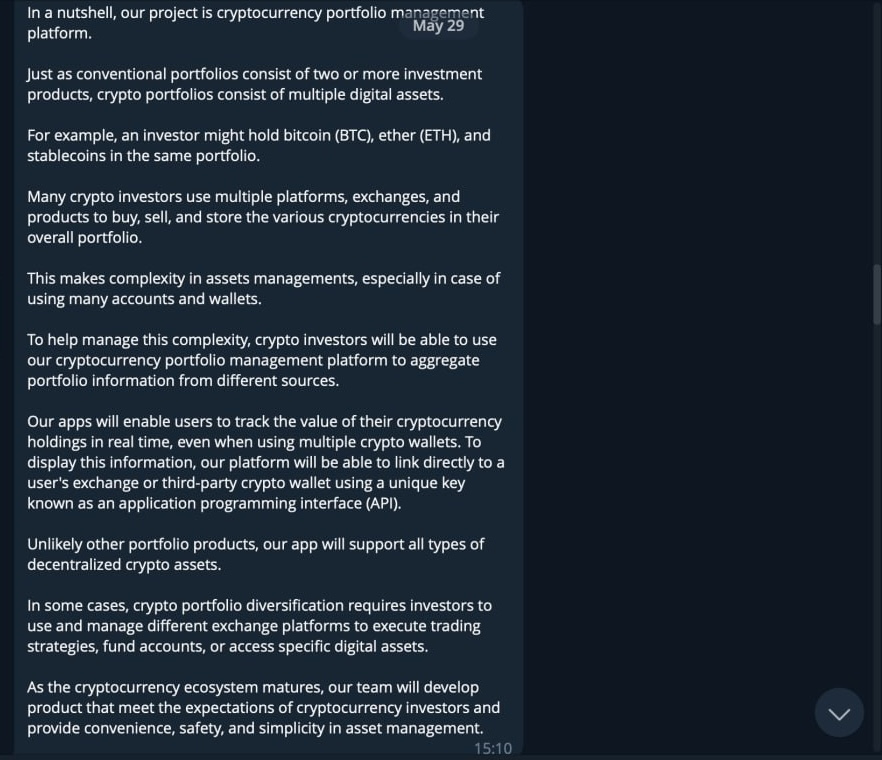 In a nutshell, our project is cryptocurrency portfolio management
May 29
platform.
Just as conventional portfolios consist of two or more investment
products, crypto portfolios consist of multiple digital assets.
For example, an investor might hold bitcoin (BTC), ether (ETH), and
stablecoins in the same portfolio.
Many crypto investors use multiple platforms, exchanges, and
products to buy, sell, and store the various cryptocurrencies in their
overall portfolio.
This makes complexity in assets managements, especially in case of
using many accounts and wallets.
To help manage this complexity, crypto investors will be able to use
our cryptocurrency portfolio management platform to aggregate
portfolio information from different sources.
Our apps will enable users to track the value of their cryptocurrency
holdings in real time, even when using multiple crypto wallets. To
display this information, our platform will be able to link directly to a
user's exchange or third-party crypto wallet using a unique key
known as an application programming interface (API).
Unlikely other portfolio products, our app will support all types of
decentralized crypto assets.
In some cases, crypto portfolio diversification requires investors to
use and manage different exchange platforms to execute trading
strategies, fund accounts, or access specific digital assets.
As the cryptocurrency ecosystem matures, our team will develop
product that meet the expectations of cryptocurrency investors and
provide convenience, safety, and simplicity in asset management.
15:10